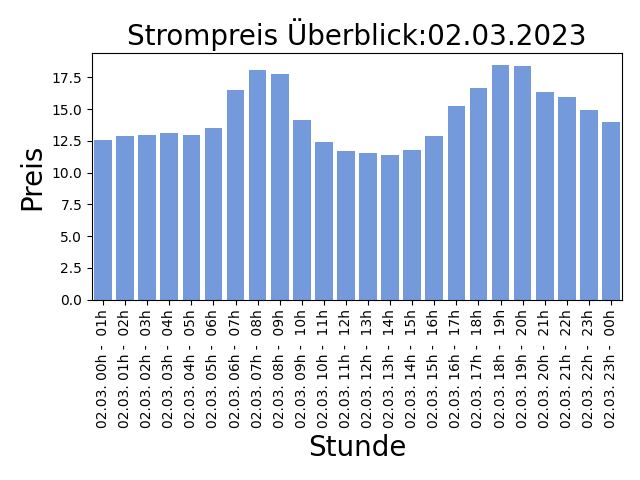 Strompreis Überblick:02.03.2023
Preis
17.5
15.0
12.5
10.0
7.5
5.0
2.5
0.0
02.03. 00h - 01h
02.03. 01h - 02h
02.03. 02h - 03h
02.03. 03h - 04h
02.03. 04h - 05h
02.03. 05h - 06h
02.03. 06h - 07h
02.03. 07h - 08h
02.03. 08h - 09h
02.03. 09h - 10h
02.03. 10h - 11h
02.03. 11h - 12h
02.03. 12h - 13h
02.03. 13h - 14h
02.03. 14h - 15h
02.03. 15h - 16h
02.03. 16h - 17h
02.03. 17h - 18h
02.03. 18h - 19h
02.03. 19h - 20h
02.03. 20h - 21h
02.03. 21h - 22h
02.03. 22h - 23h
02.03. 23h - 00h
Stunde